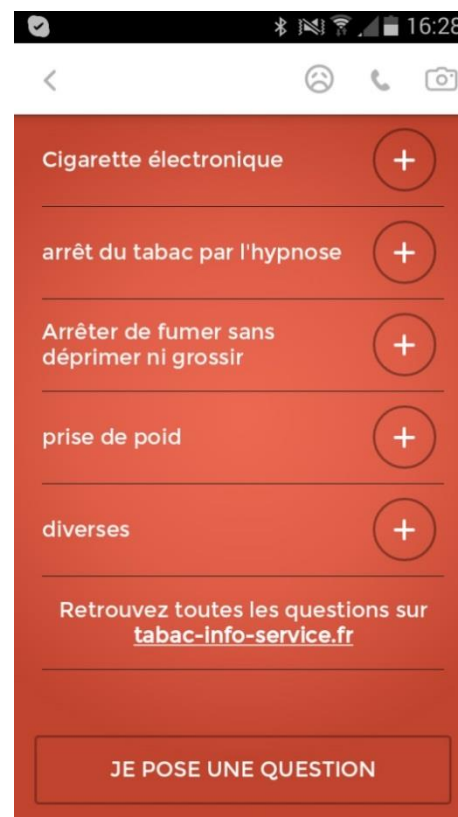 16:28
Cigarette électronique
arrêt du tabac par l'hypnose
Arrêter de fumer sans
déprimer ni grossir
prise de poid
diverses
Retrouvez toutes les questions sur
tabac-info-service.fr
JE POSE UNE QUESTION